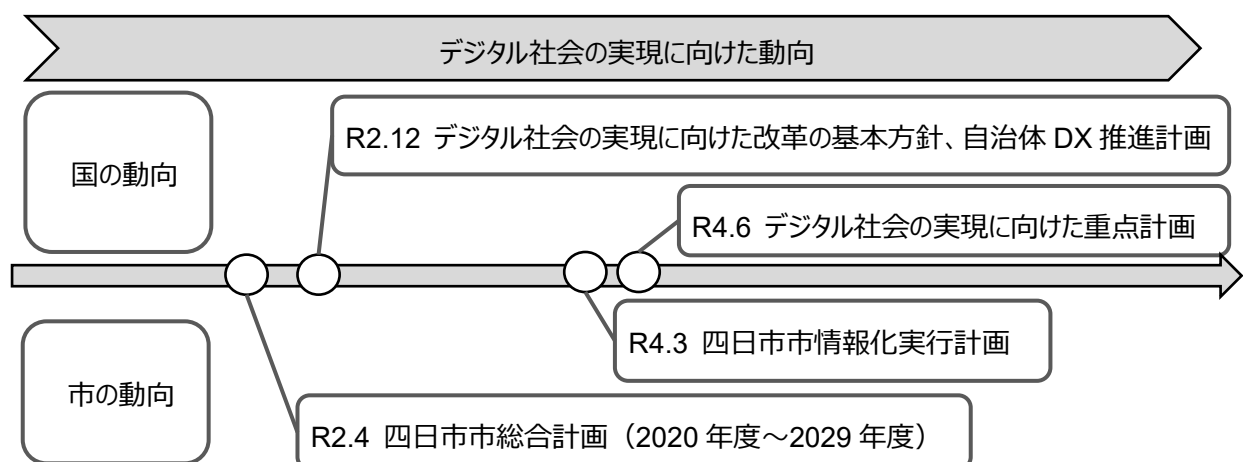 デジタル社会の実現に向けた動向
国の動向
R2.12 デジタル社会の実現に向けた改革の基本方針、自治体 DX 推進計画
R4.6 デジタル社会の実現に向けた重点計画
R4.3 四日市市情報化実行計画
市の動向
R2.4 四日市市総合計画（2020 年度～2029 年度）